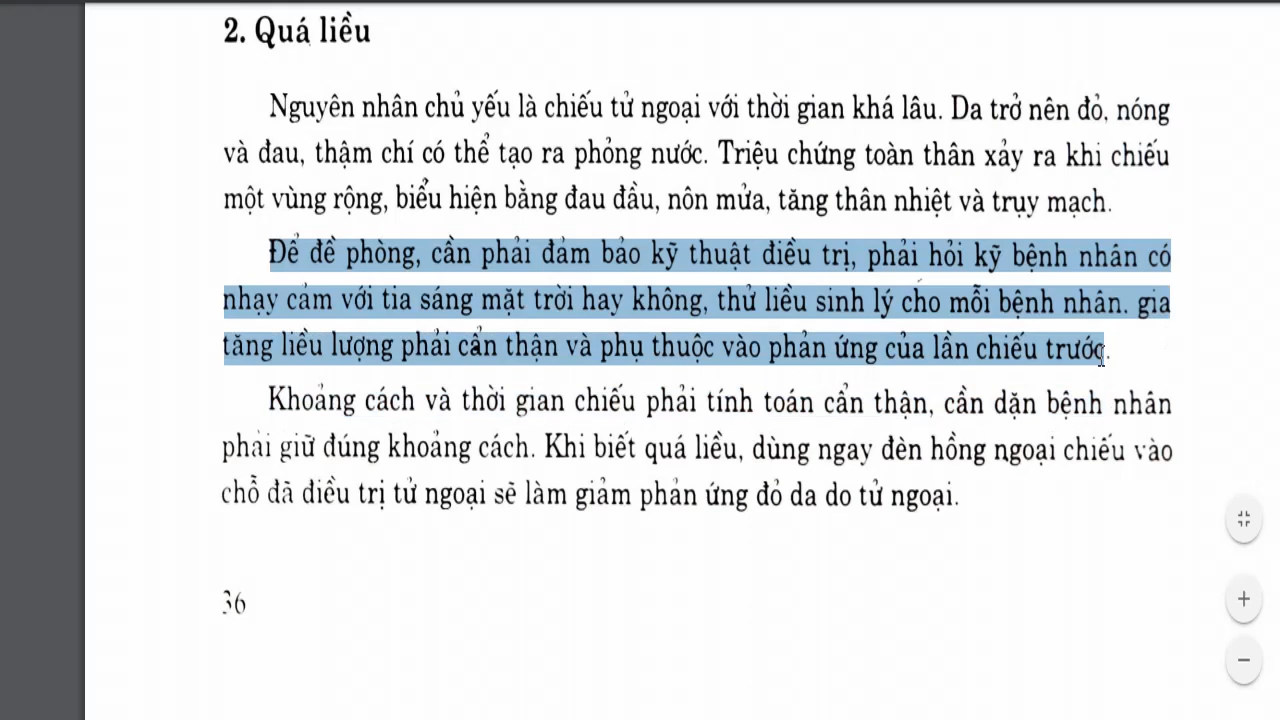 2. Quá liều
Nguyên nhân chủ yếu là chiếu tử ngoại với thời gian khá lâu. Da trở nên đỏ, nóng
và đau, thậm chí có thể tạo ra phỏng nước. Triệu chứng toàn thân xảy ra khi chiếu
một vùng rộng, biểu hiện bằng đau đầu, nôn mửa, tăng thân nhiệt và trụy mạch.
Để đề phòng, cần phải đảm bảo kỹ thuật điều trị, phải hỏi kỹ bệnh nhân có
nhạy cảm với tia sáng mặt trời hay không, thử liều sinh lý cho mỗi bệnh nhân. gia
tăng liều lượng phải cẩn thận và phụ thuộc vào phản ứng của lần chiếu trước.
Khoảng cách và thời gian chiếu phải tính toán cẩn thận, cần dặn bệnh nhân
phải giữ đúng khoảng cách. Khi biết quá liều, dùng ngay đèn hồng ngoại chiếu vào
chỗ đã điều trị tử ngoại sẽ làm giảm phản ứng đỏ da do tử ngoại.
36